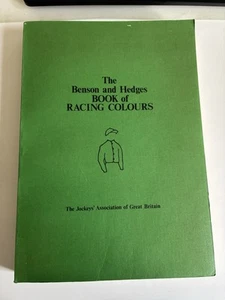 The
Benson and Hedges
BOOK of
RACING COLOURS
The Jockeys' Association of Great Britain